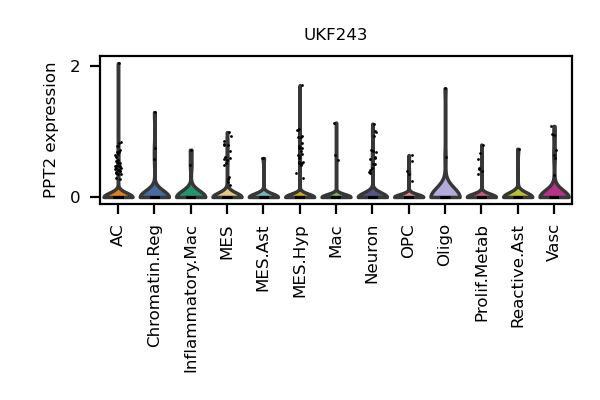 UKF243
PPT2 expression
2
0
AC
Chromatin.Reg
Inflammatory.Mac
MES
MES.Ast
MES.Hyp
Mac
Neuron
OPC
Oligo
Prolif.Metab
Reactive.Ast
Vasc